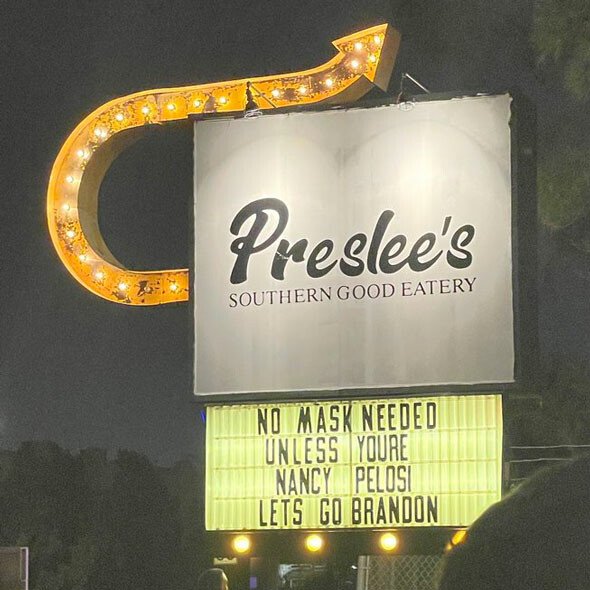 Preslee's
SOUTHERN GOOD EATERY
NO MASK NEEDED
UNLESS YOURE
NANCY PELOSI
LETS GO BRANDON